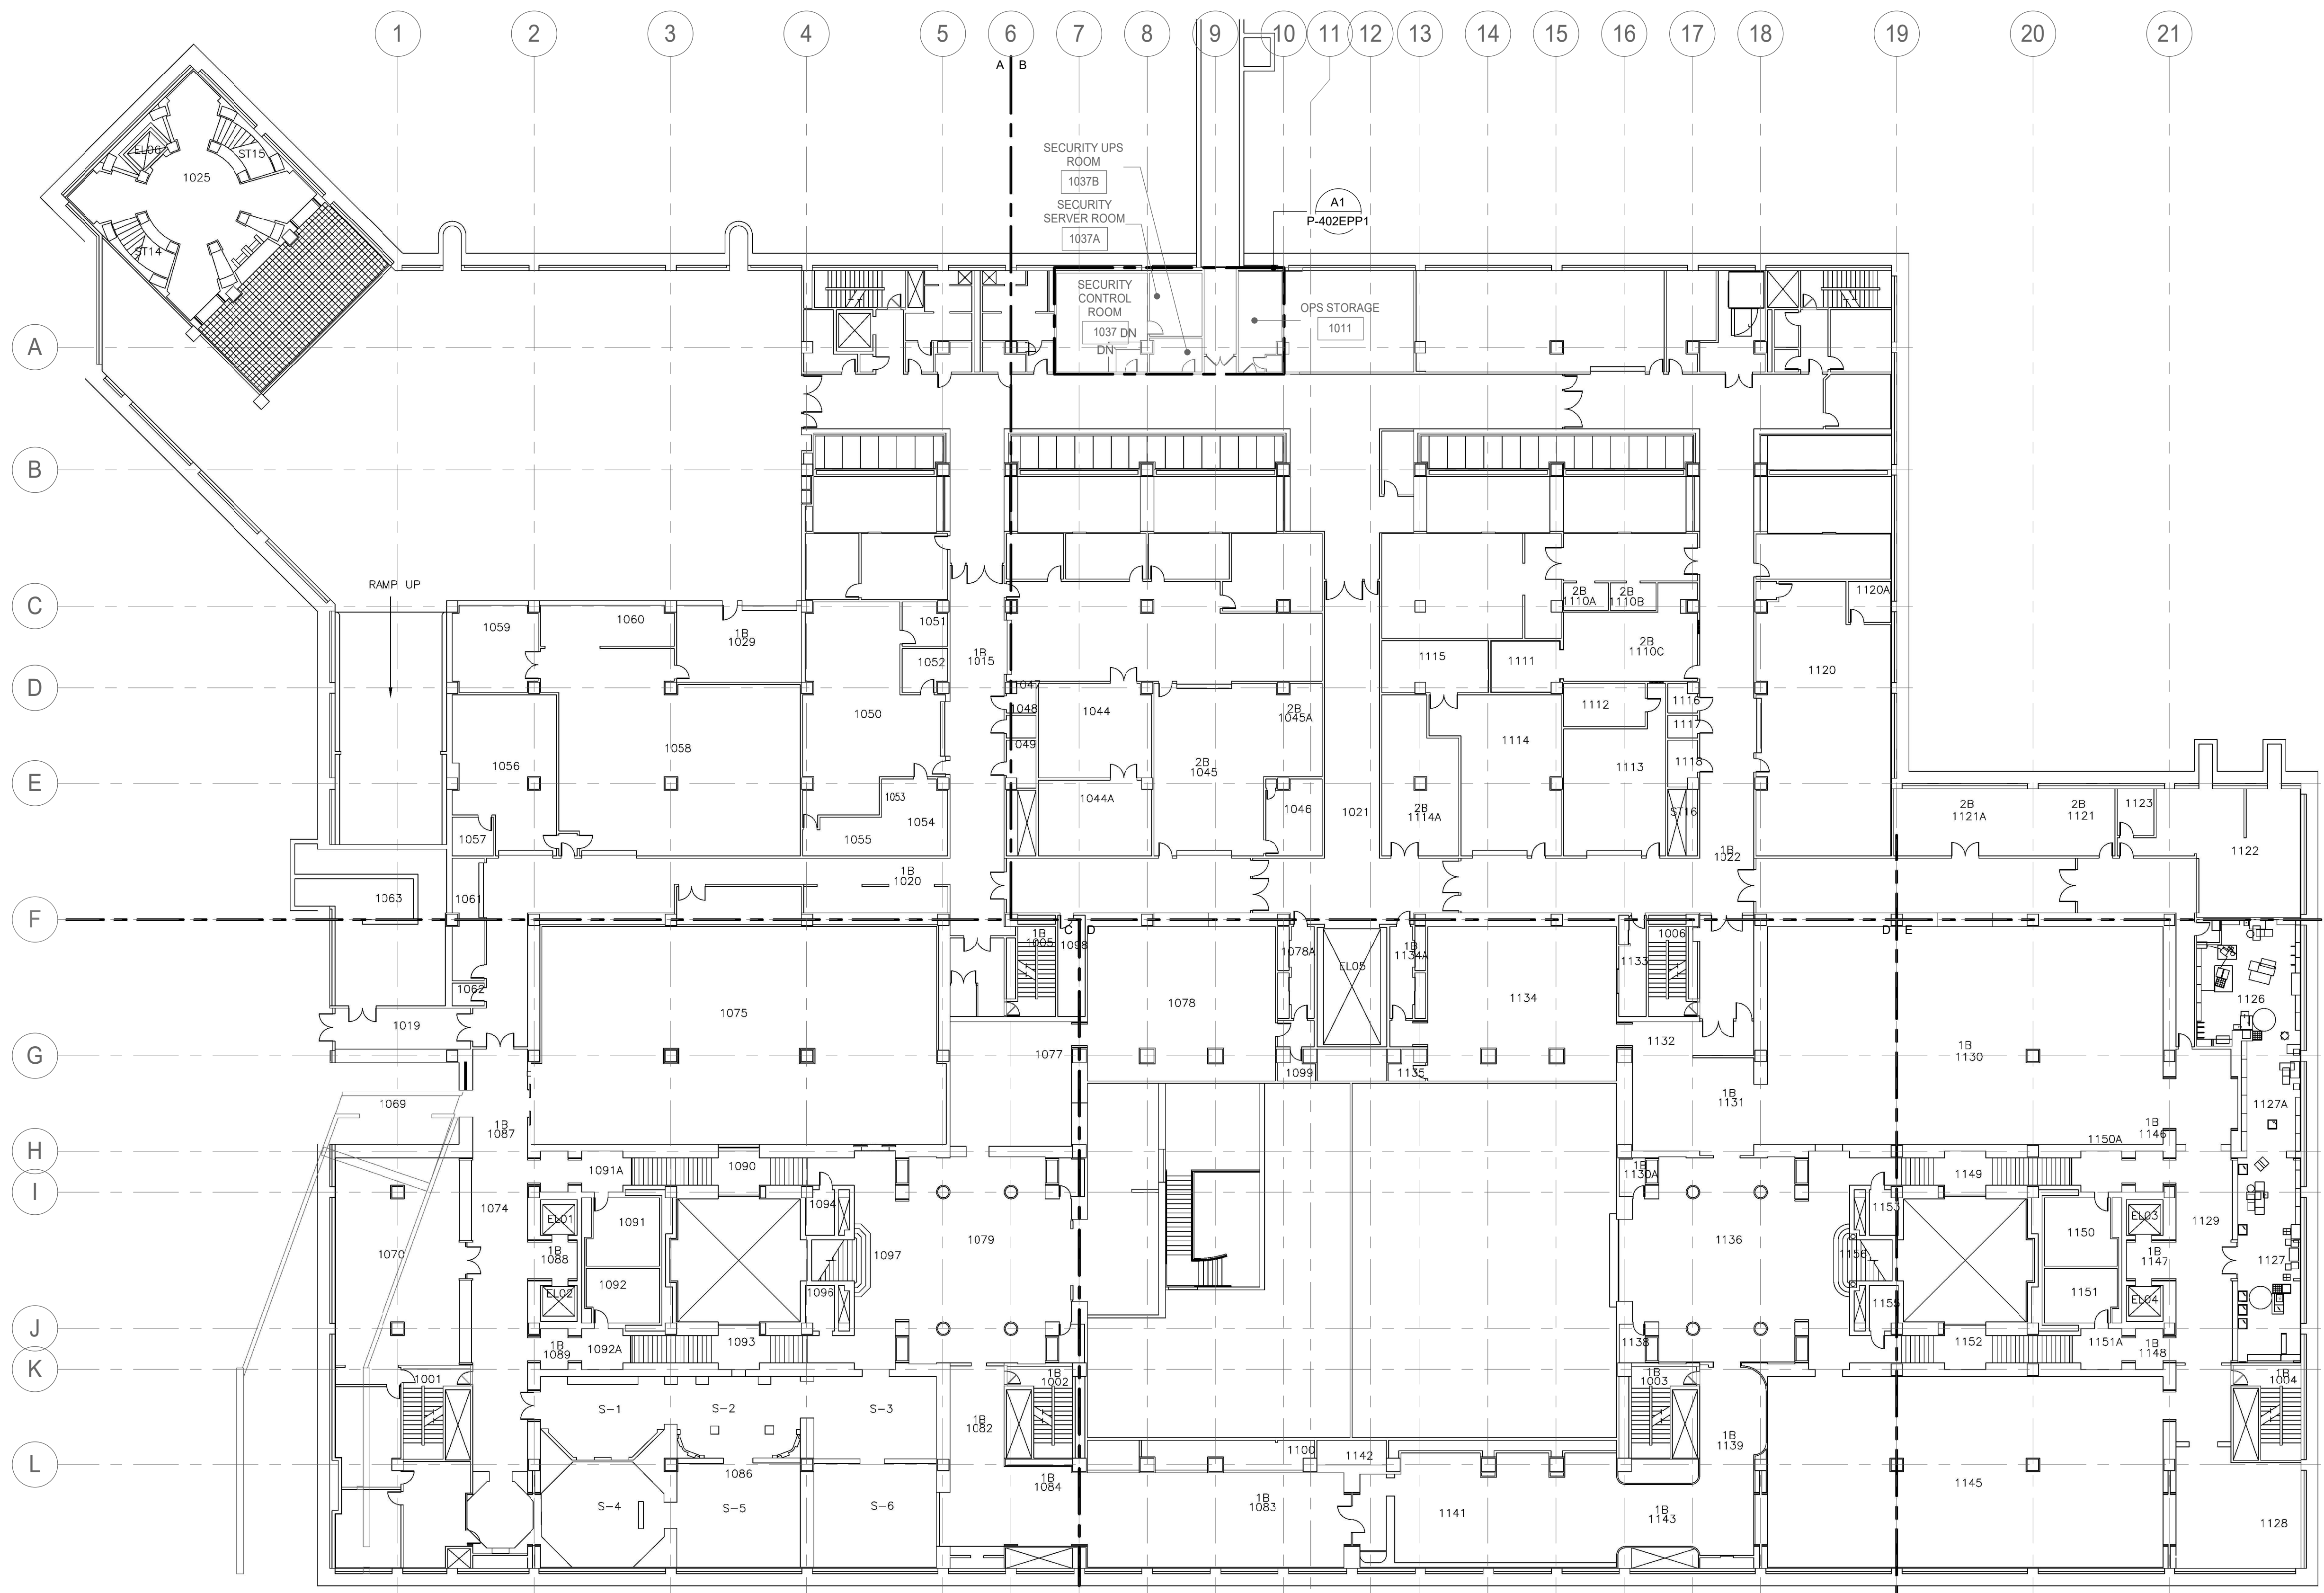 1 2 3 4 5 6 7 8 9 10 11 12 13 14 15 16 17 18 19 20 21
A B
SECURITY UPS
ROOM
1037B
SECURITY
SERVER ROOM
1037A
A1
P-402EPP1
EL06
ST15
1025
ST14
SECURITY
CONTROL
ROOM
1037 DN
DN
OPS STORAGE
1011
A
B
RAMP UP
C
1059
1060
1B
1029
1051
1052
1B
1015
2B
1110A
2B
1110B
1120A
2B
1110C
1115
1111
1120
D
1047
1048
1049
1050
1044
2B
1045A
1112
1116
1117
1118
1114
1113
1056
1058
2B
1045
E
1053
1054
1055
1057
1044A
1046
1021
2B
1114A
ST16
1B
1022
2B
1121A
2B
1121
1123
1122
1063
1061
1B
1020
F
C D
D E
1B
1005
1098
1078A
EL05
1B
1134A
1133
1006
1062
1019
1075
1078
1134
1126
G
1077
1099
1135
1132
1B
1130
1069
1B
1087
1B
1131
1127A
1B
1146
1150A
H
1091A
1090
1B
1130A
1149
I
1074
EL01
1091
1094
1153
EL03
1129
1070
1B
1088
1097
1079
1136
1156
1150
1B
1147
1127
EL02
1092
1096
1155
1151
EL04
J
1B
1089
1092A
1093
1138
1152
1151A
1B
1148
K
1001
1B
1002
1B
1003
1B
1004
S-1
S-2
S-3
1B
1082
1B
1139
L
1086
1100
1142
1B
1084
1145
S-4
S-5
S-6
1B
1083
1141
1B
1143
1128